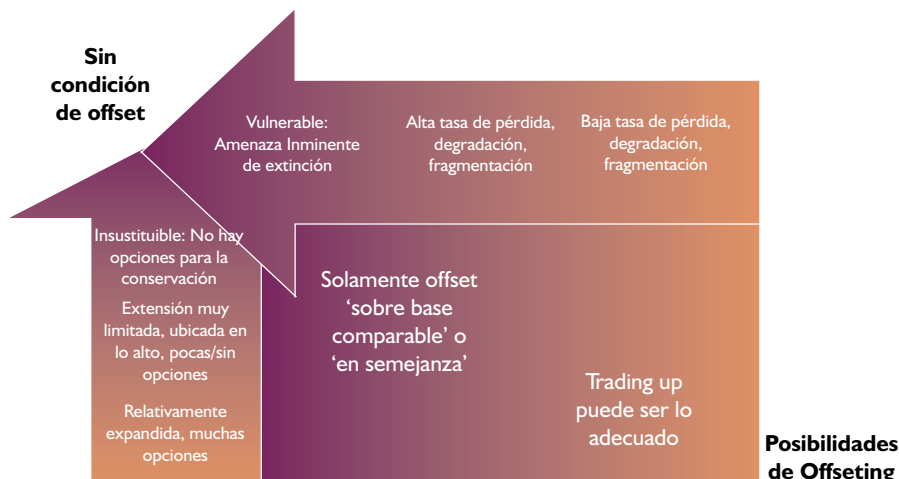 Sin
condición
de offset
Vulnerable:
Amenaza Inminente
de extinción
Alta tasa de pérdida,
degradación,
fragmentación
Baja tasa de pérdida,
degradación,
fragmentación
Insustituible: No hay
opciones para la
conservación
Extensión muy
limitada, ubicada en
lo alto, pocas/sin
opciones
Relativamente
expandida, muchas
opciones
Solamente offset
‘sobre base
comparable’ o
‘en semejanza’
Trading up
puede ser lo
adecuado
Posibilidades
de Offseting